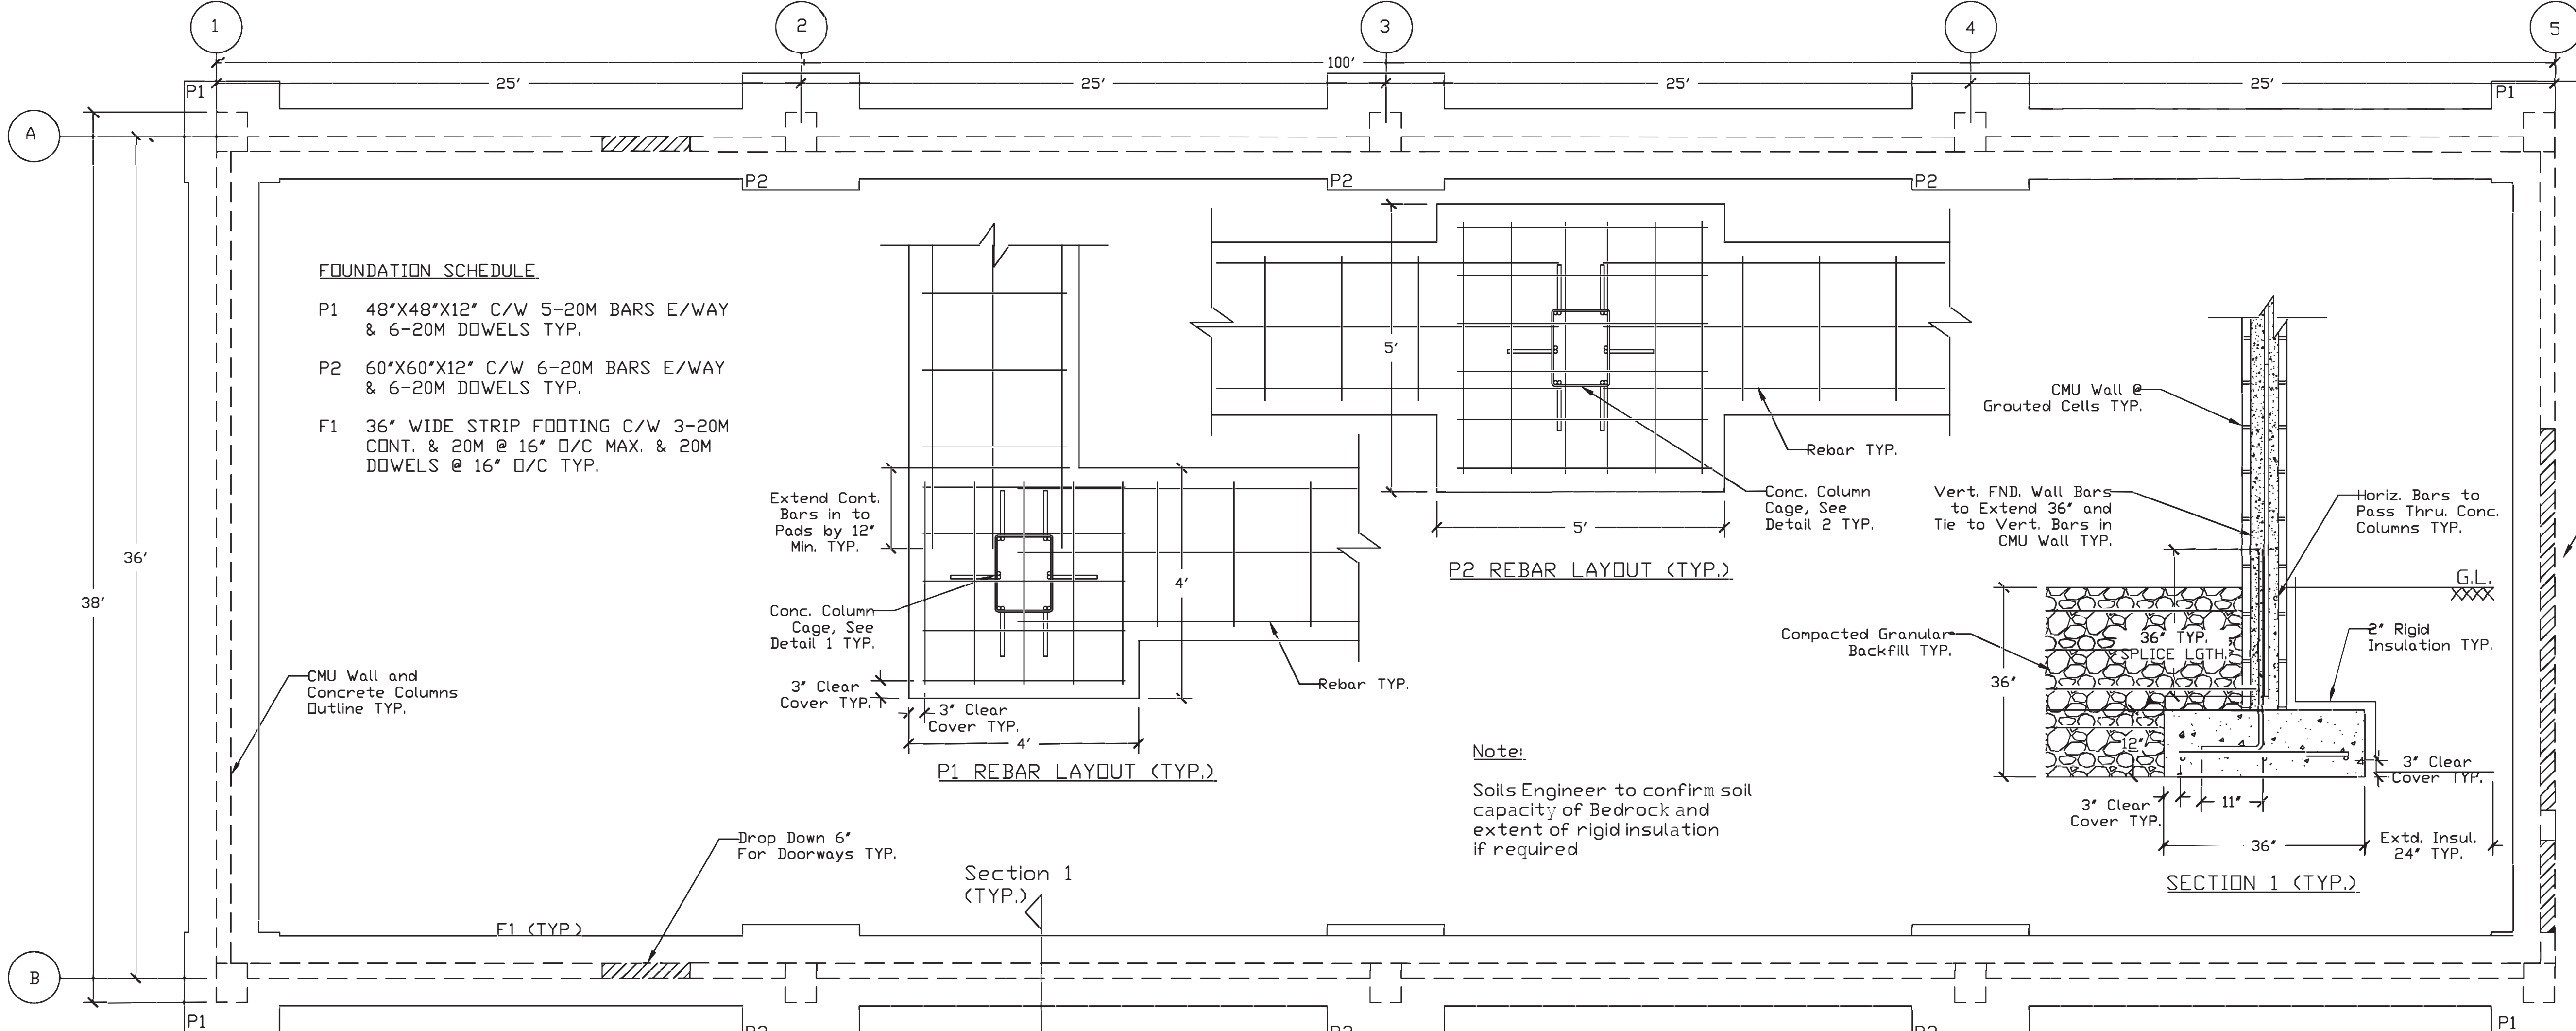 1
2
3
4
5
100'
25'
25'
25'
25'
P1
P1
A
P2
P2
P2
FOUNDATION SCHEDULE
P1 48"X48"X12" C/W 5-20M BARS E/WAY
& 6-20M DOWELS TYP.
P2 60"X60"X12" C/W 6-20M BARS E/WAY
& 6-20M DOWELS TYP.
F1 36" WIDE STRIP FOOTING C/W 3-20M
CONT. & 20M @ 16" O/C MAX. & 20M
DOWELS @ 16" O/C TYP.
36'
38'
CMU Wall and
Concrete Columns
Outline TYP.
Extend Cont.
Bars in to
Pads by 12"
Min. TYP.
Conc. Column
Cage, See
Detail 1 TYP.
3" Clear
Cover TYP.
3" Clear
Cover TYP.
4'
4'
Rebar TYP.
P1 REBAR LAYOUT (TYP.)
5'
5'
Rebar TYP.
Conc. Column
Cage, See
Detail 2 TYP.
P2 REBAR LAYOUT (TYP.)
CMU Wall @
Grouted Cells TYP.
Vert. FND. Wall Bars
to Extend 36" and
Tie to Vert. Bars in
CMU Wall TYP.
Horiz. Bars to
Pass Thru. Conc.
Columns TYP.
G.L.
Compacted Granular
Backfill TYP.
36" TYP.
SPLICE LGTH.
2" Rigid
Insulation TYP.
36"
12"
3" Clear
Cover TYP.
3" Clear
Cover TYP.
11"
36"
Extd. Insul.
24" TYP.
SECTION 1 (TYP.)
Note:
Soils Engineer to confirm soil
capacity of Bedrock and
extent of rigid insulation
if required
Drop Down 6"
For Doorways TYP.
Section 1
(TYP.)
F1 (TYP)
B
P1
P2
P2
P2
P1